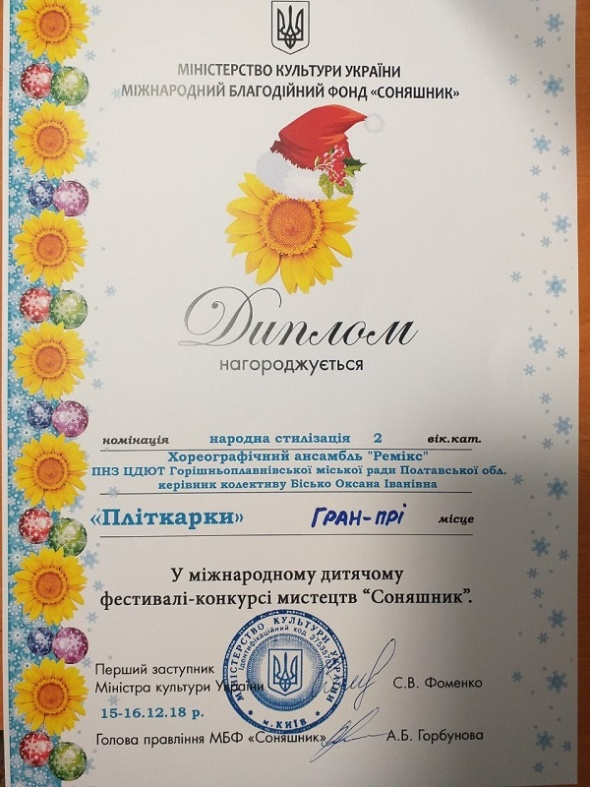 МІНІСТЕРСТВО КУЛЬТУРИ УКРАЇНИ
МІЖНАРОДНИЙ БЛАГОДІЙНИЙ ФОНД «СОНЯШНИК»
Диплом
нагороджується
номінація народна стилізація 2 вік.кат.
Хореографічний ансамбль "Ремікс"
ПНЗ ЦДЮТ Горішньоплавнівської міської ради Полтавської обл.
керівник колективу Бісько Оксана Іванівна
«Пліткарки» ГРАН-ПРІ місце
У міжнародному дитячому
фестивалі-конкурсі мистецтв “Соняшник”.
МІНІСТЕРСТВО КУЛЬТУРИ УКРАЇНИ
Ідентифікаційний код
м. КИЇВ
Перший заступник
Міністра культури України С.В. Фоменко
15-16.12.18 р.
Голова правління МБФ «Соняшник» А.Б. Горбунова